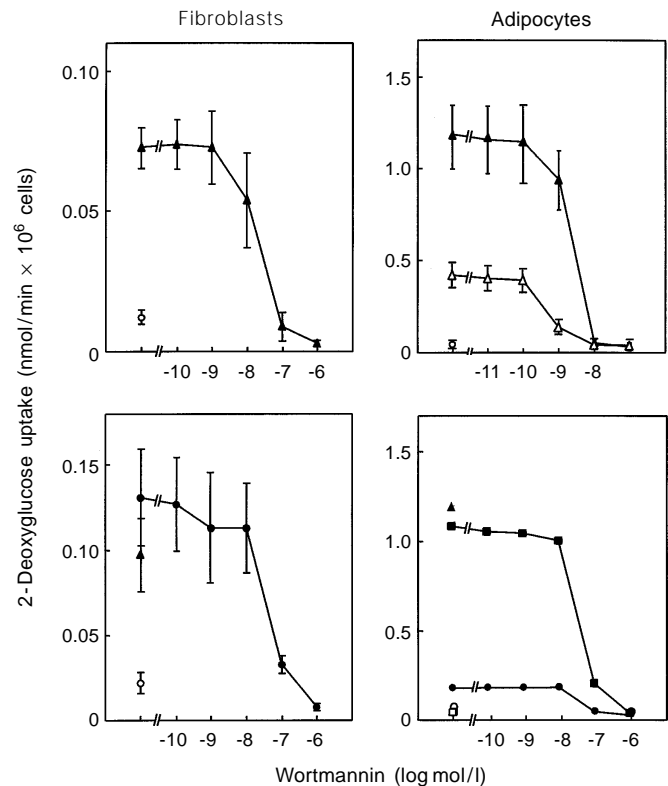 Fibroblasts
Adipocytes
2-Deoxyglucose uptake (nmol/min × 10⁶ cells)
0.10
0.05
0
-10 -9 -8 -7 -6
1.5
1.0
0.5
0
-11 -10 -9 -8
0.15
0.10
0.05
0
-10 -9 -8 -7 -6
1.5
1.0
0.5
0
-10 -9 -8 -7 -6
Wortmannin (log mol/l)